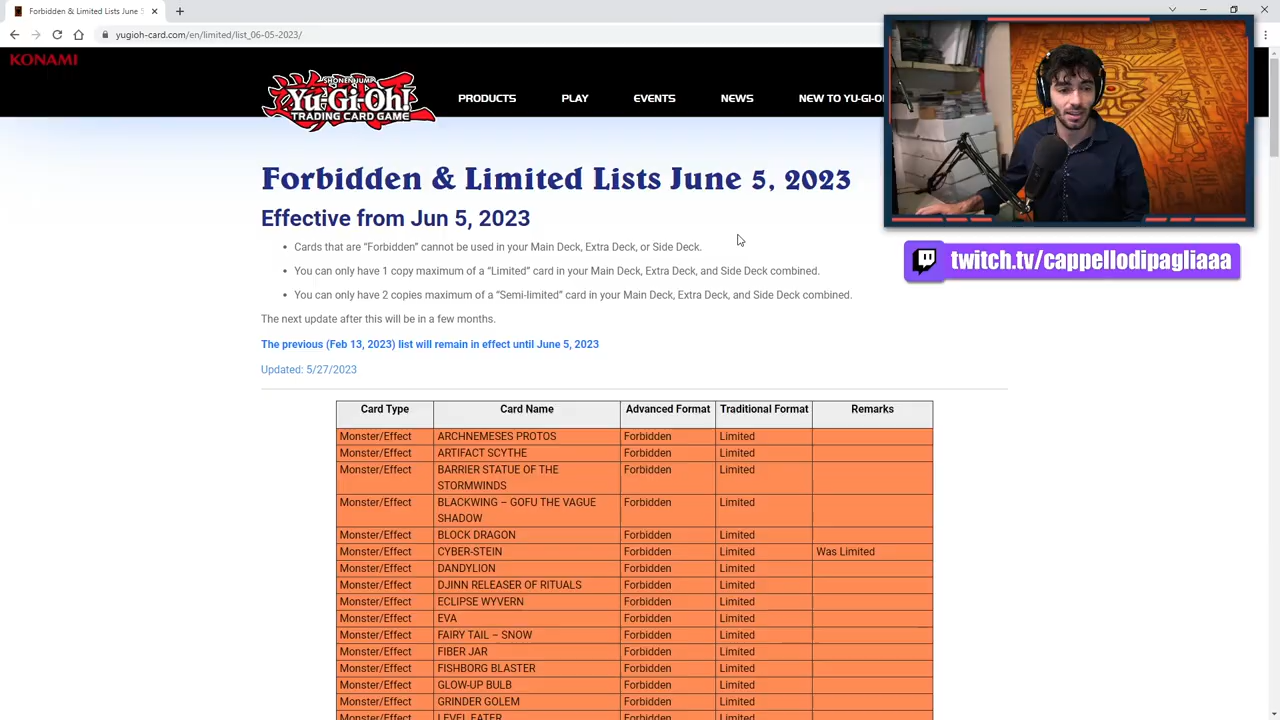 Forbidden & Limited Lists June 5
yugioh-card.com/en/limited/list_06-05-2023/
KONAMI
SHONEN JUMP
Yu-Gi-Oh!
TRADING CARD GAME
PRODUCTS PLAY EVENTS NEWS NEW TO YU-GI-O
twitch.tv/cappellodipagliaaa
Forbidden & Limited Lists June 5, 2023
Effective from Jun 5, 2023
• Cards that are “Forbidden” cannot be used in your Main Deck, Extra Deck, or Side Deck.
• You can only have 1 copy maximum of a “Limited” card in your Main Deck, Extra Deck, and Side Deck combined.
• You can only have 2 copies maximum of a “Semi-limited” card in your Main Deck, Extra Deck, and Side Deck combined.
The next update after this will be in a few months.
The previous (Feb 13, 2023) list will remain in effect until June 5, 2023
Updated: 5/27/2023
Card Type Card Name Advanced Format Traditional Format Remarks
Monster/Effect ARCHNEMESES PROTOS Forbidden Limited
Monster/Effect ARTIFACT SCYTHE Forbidden Limited
Monster/Effect BARRIER STATUE OF THE Forbidden Limited
STORMWINDS
Monster/Effect BLACKWING – GOFU THE VAGUE Forbidden Limited
SHADOW
Monster/Effect BLOCK DRAGON Forbidden Limited
Monster/Effect CYBER-STEIN Forbidden Limited Was Limited
Monster/Effect DANDYLION Forbidden Limited
Monster/Effect DJINN RELEASER OF RITUALS Forbidden Limited
Monster/Effect ECLIPSE WYVERN Forbidden Limited
Monster/Effect EVA Forbidden Limited
Monster/Effect FAIRY TAIL – SNOW Forbidden Limited
Monster/Effect FIBER JAR Forbidden Limited
Monster/Effect FISHBORG BLASTER Forbidden Limited
Monster/Effect GLOW-UP BULB Forbidden Limited
Monster/Effect GRINDER GOLEM Forbidden Limited
Monster/Effect LEVEL EATER Forbidden Limited